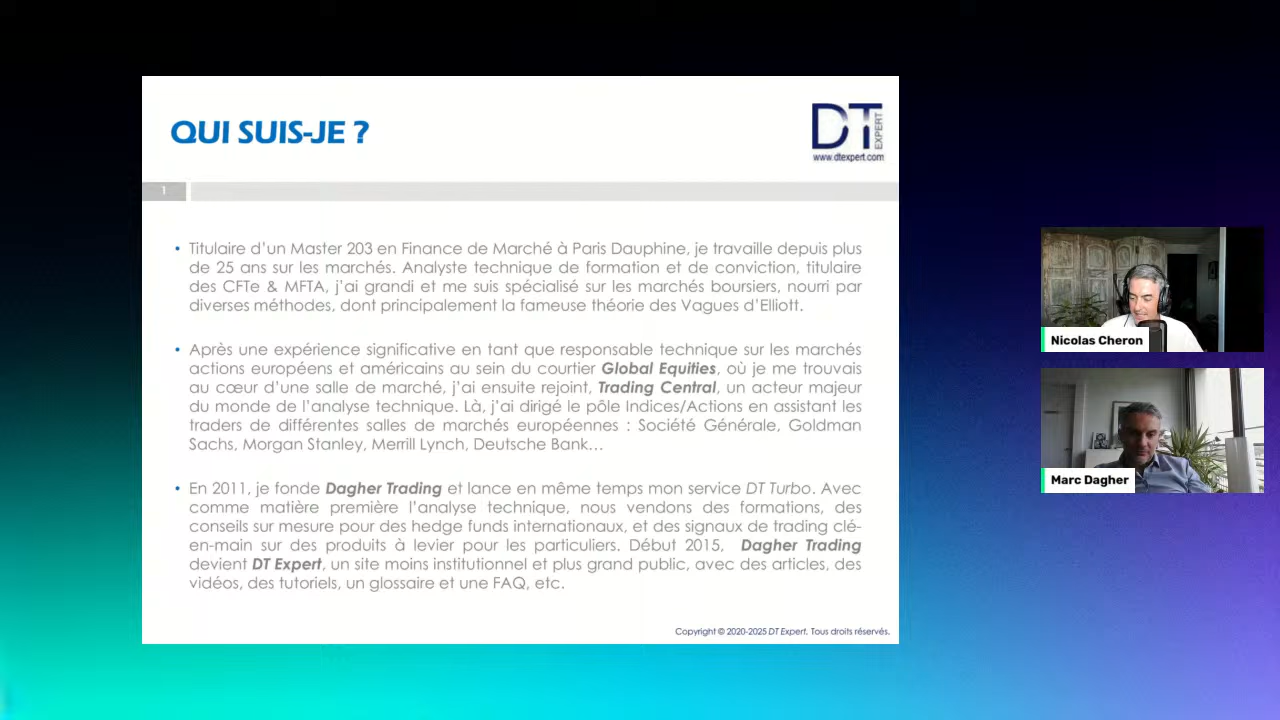 QUI SUIS-JE ?
DT
EXPERT
www.dtexpert.com
1
• Titulaire d'un Master 203 en Finance de Marché à Paris Dauphine, je travaille depuis plus
de 25 ans sur les marchés. Analyste technique de formation et de conviction, titulaire
des CFTe & MFTA, j'ai grandi et me suis spécialisé sur les marchés boursiers, nourri par
diverses méthodes, dont principalement la fameuse théorie des Vagues d'Elliott.
• Après une expérience significative en tant que responsable technique sur les marchés
actions européens et américains au sein du courtier Global Equities, où je me trouvais
au cœur d'une salle de marché, j'ai ensuite rejoint, Trading Central, un acteur majeur
du monde de l'analyse technique. Là, j'ai dirigé le pôle Indices/Actions en assistant les
traders de différentes salles de marchés européennes : Société Générale, Goldman
Sachs, Morgan Stanley, Merrill Lynch, Deutsche Bank…
• En 2011, je fonde Dagher Trading et lance en même temps mon service DT Turbo. Avec
comme matière première l'analyse technique, nous vendons des formations, des
conseils sur mesure pour des hedge funds internationaux, et des signaux de trading clé-
en-main sur des produits à levier pour les particuliers. Début 2015, Dagher Trading
devient DT Expert, un site moins institutionnel et plus grand public, avec des articles, des
vidéos, des tutoriels, un glossaire et une FAQ, etc.
Copyright © 2020-2025 DT Expert. Tous droits réservés.
Nicolas Cheron
Marc Dagher